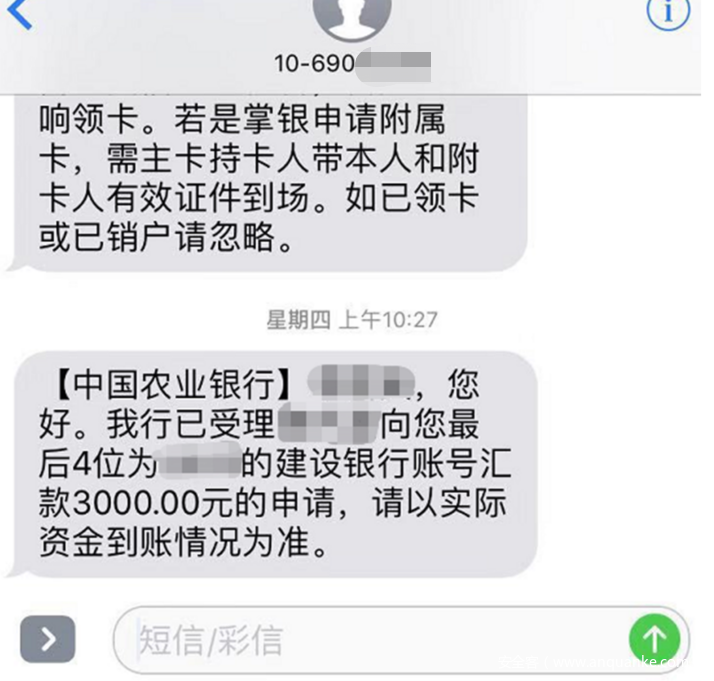 10-690
响领卡。若是掌银申请附属
卡，需主卡持卡人带本人和附
卡人有效证件到场。如已领卡
或已销户请忽略。
星期四 上午10:27
【中国农业银行】 ，您
好。我行已受理 向您最
后4位为 的建设银行账号汇
款3000.00元的申请，请以实际
资金到账情况为准。
短信/彩信